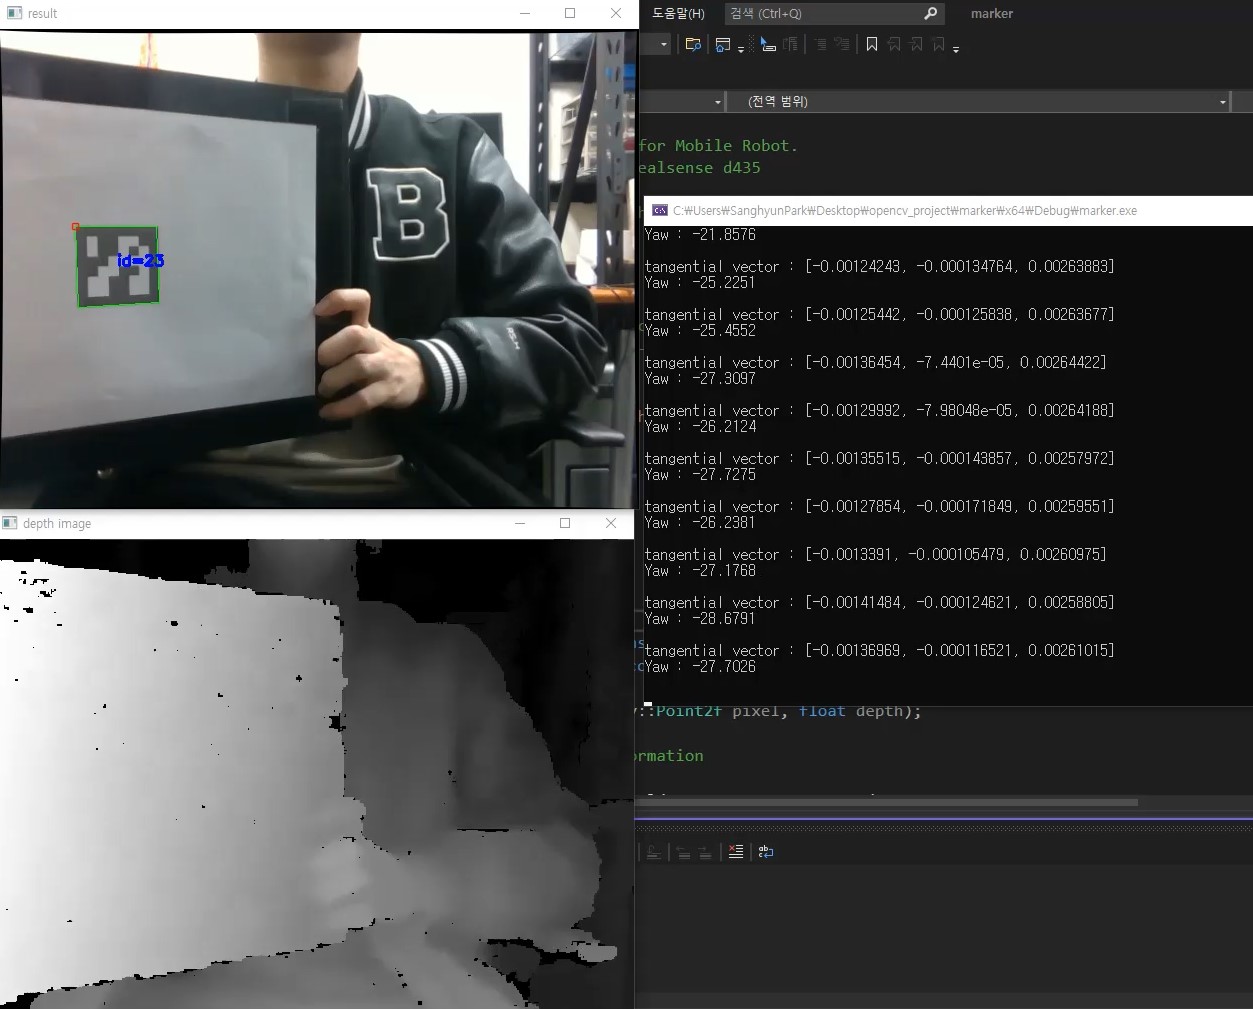 result
도움말(H)
검색 (Ctrl+Q)
marker
(전역 범위)
for Mobile Robot.
ealsense d435
C:₩Users₩SanghyunPark₩Desktop₩opencv_project₩marker₩x64₩Debug₩marker.exe
Yaw : -21.8576
tangential vector : [-0.00124243, -0.000134764, 0.00263883]
Yaw : -25.2251
tangential vector : [-0.00125442, -0.000125838, 0.00263677]
Yaw : -25.4552
tangential vector : [-0.00136454, -7.4401e-05, 0.00264422]
Yaw : -27.3097
tangential vector : [-0.00129992, -7.98048e-05, 0.00264188]
Yaw : -26.2124
tangential vector : [-0.00135515, -0.000143857, 0.00257972]
Yaw : -27.7275
tangential vector : [-0.00127854, -0.000171849, 0.00259551]
Yaw : -26.2381
tangential vector : [-0.0013391, -0.000105479, 0.00260975]
Yaw : -27.1768
tangential vector : [-0.00141484, -0.000124621, 0.00258805]
Yaw : -28.6791
tangential vector : [-0.00136969, -0.000116521, 0.00261015]
Yaw : -27.7026
::Point2f pixel, float depth);
ormation
B
id=23
depth image